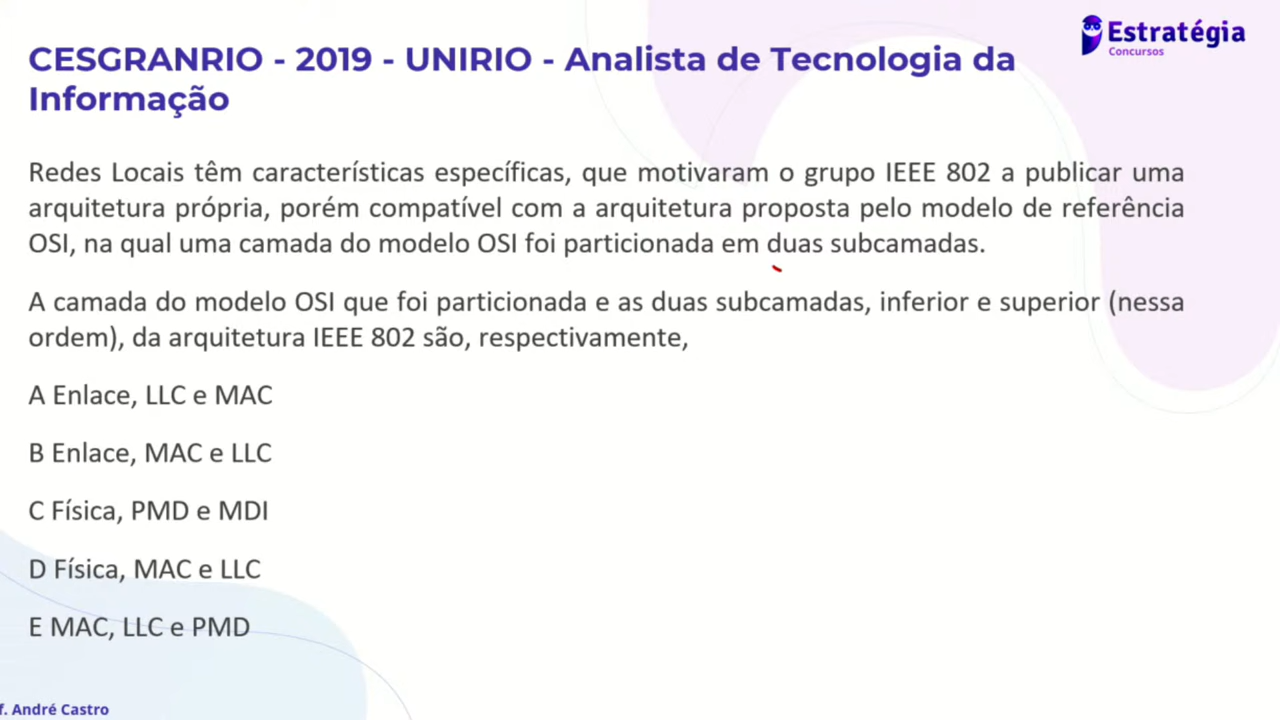 CESGRANRIO - 2019 - UNIRIO - Analista de Tecnologia da
Informação
Estratégia
Concursos
Redes Locais têm características específicas, que motivaram o grupo IEEE 802 a publicar uma
arquitetura própria, porém compatível com a arquitetura proposta pelo modelo de referência
OSI, na qual uma camada do modelo OSI foi particionada em duas subcamadas.
A camada do modelo OSI que foi particionada e as duas subcamadas, inferior e superior (nessa
ordem), da arquitetura IEEE 802 são, respectivamente,
A Enlace, LLC e MAC
B Enlace, MAC e LLC
C Física, PMD e MDI
D Física, MAC e LLC
E MAC, LLC e PMD
f. André Castro